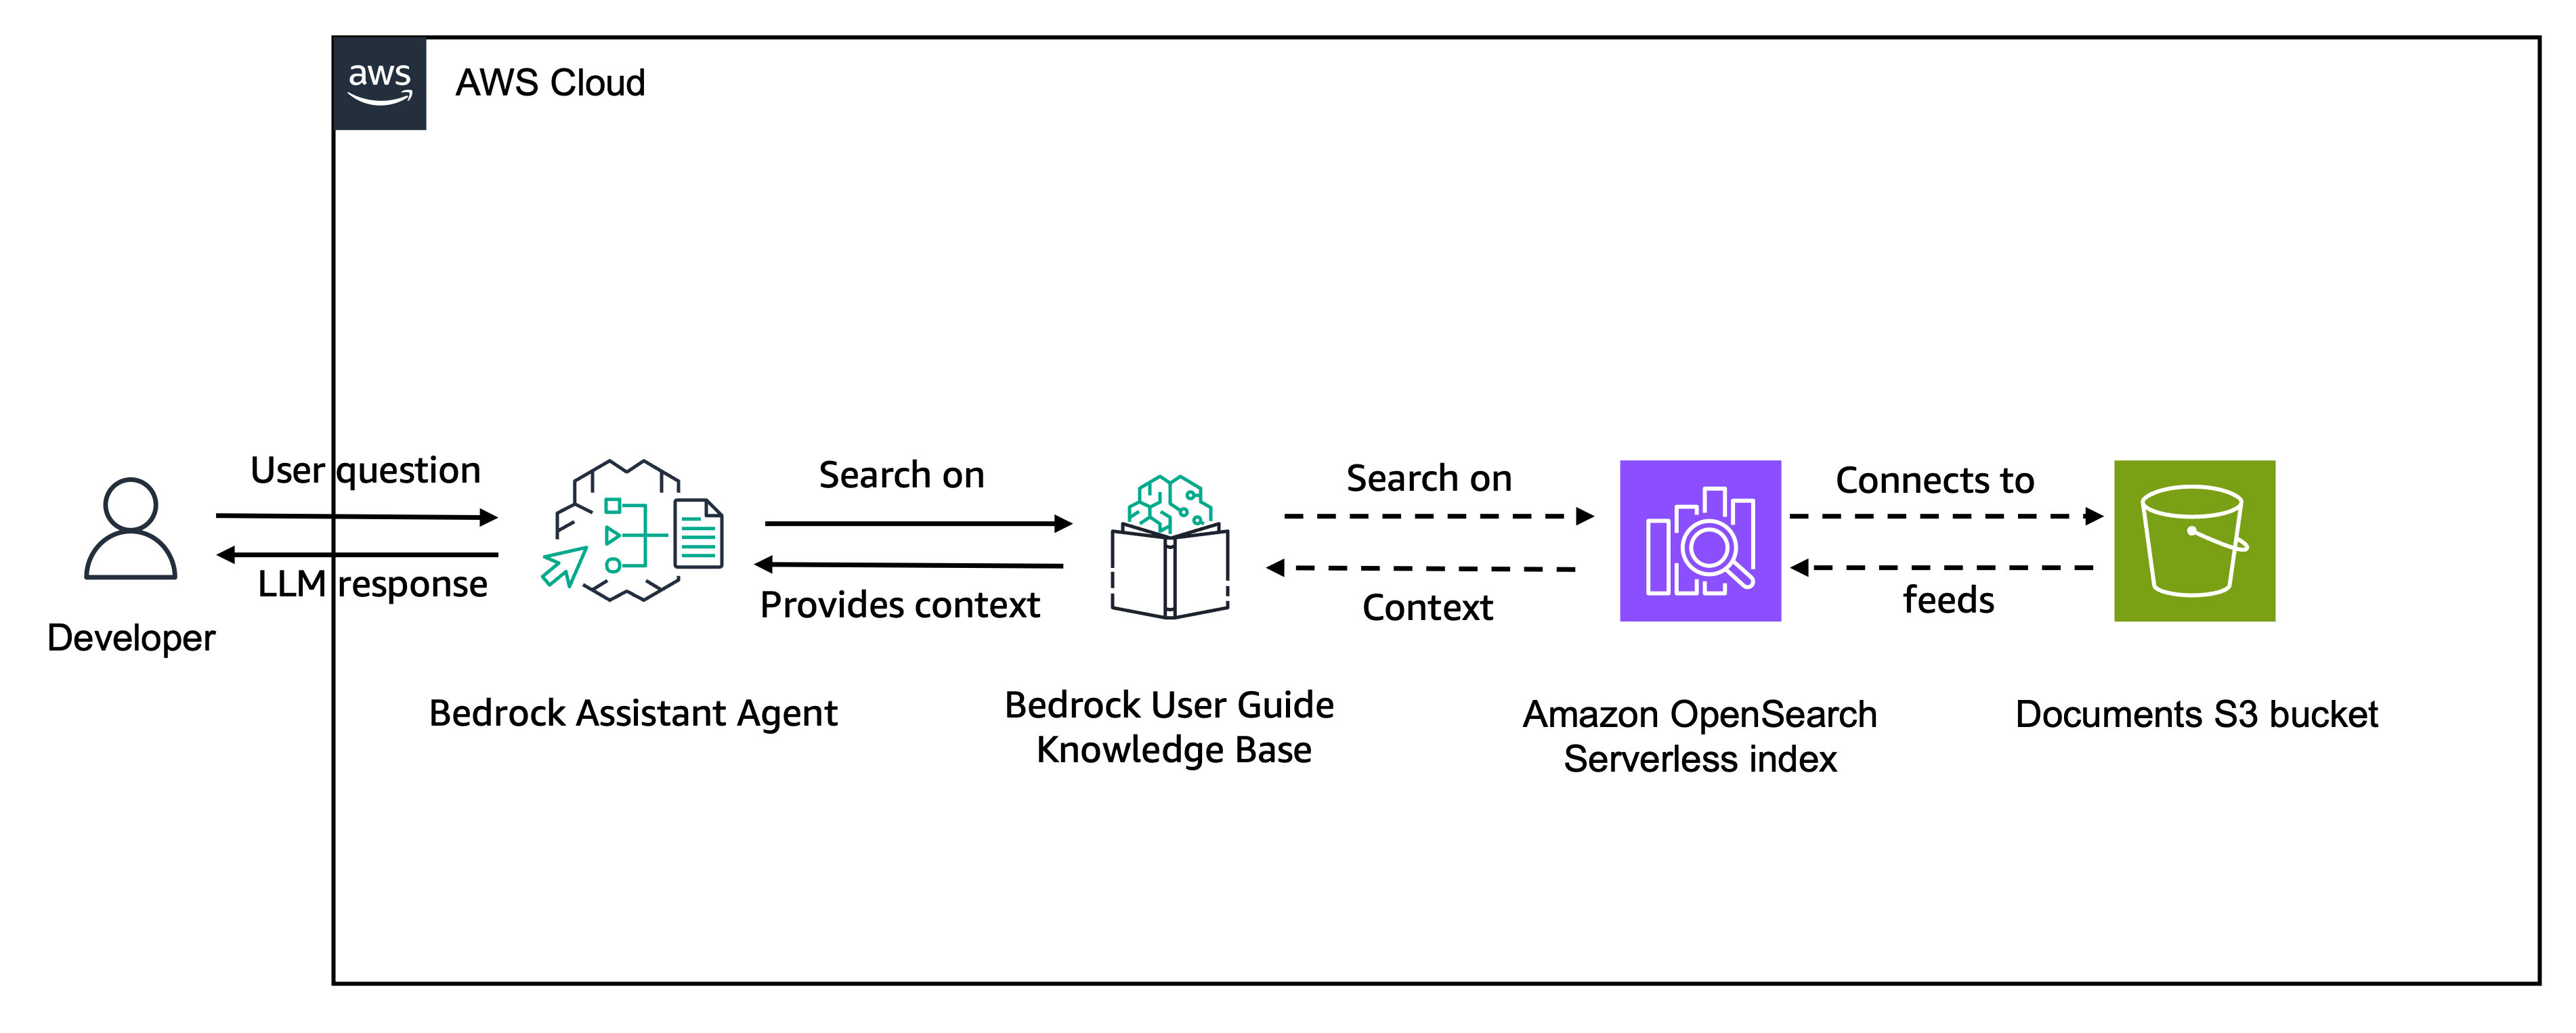 aws
AWS Cloud
User question
LLM response
Developer
Search on
Provides context
Bedrock Assistant Agent
Search on
Context
Bedrock User Guide
Knowledge Base
Connects to
feeds
Amazon OpenSearch
Serverless index
Documents S3 bucket